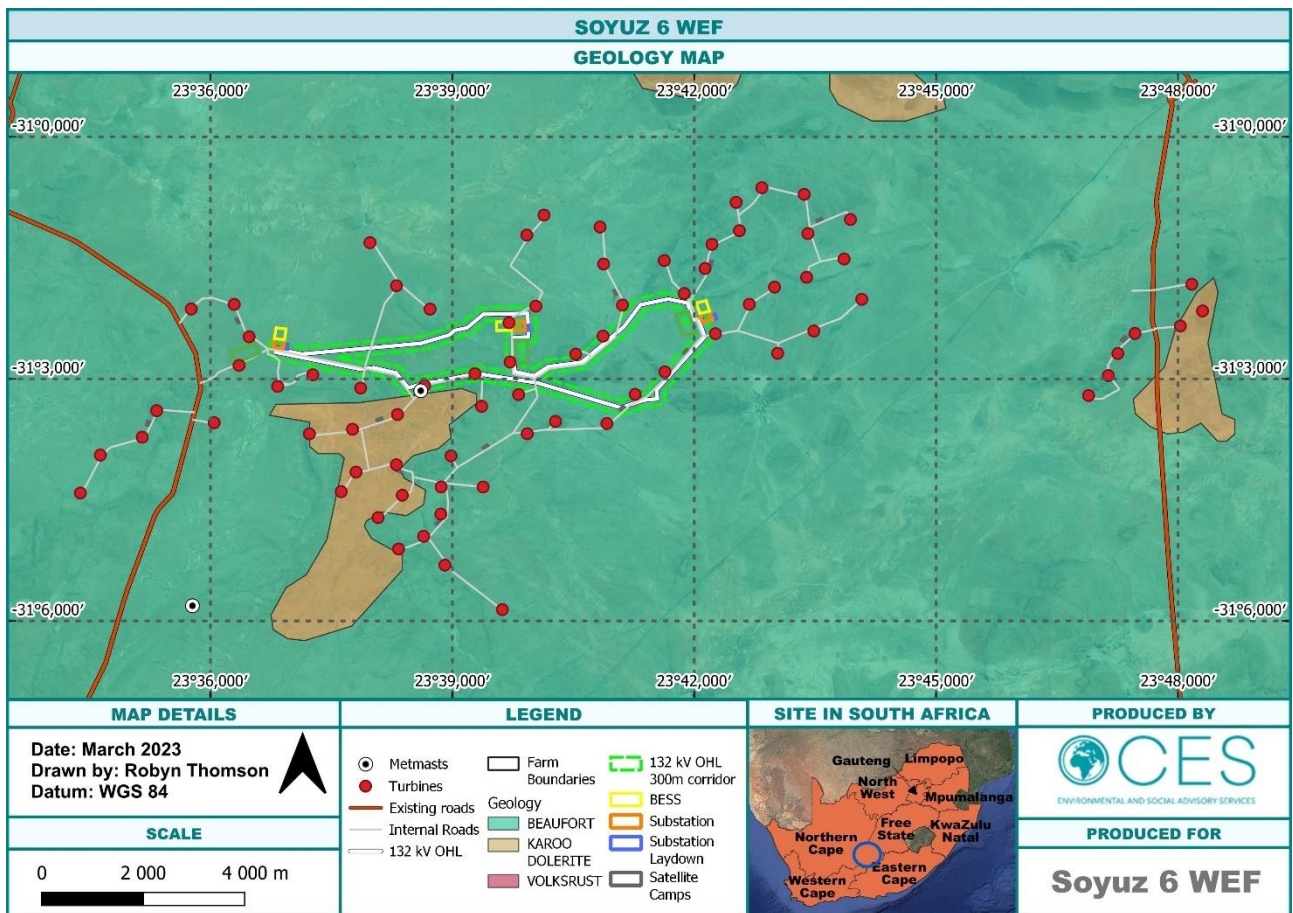 SOYUZ 6 WEF
GEOLOGY MAP
23°36,000′ 23°39,000′ 23°42,000′ 23°45,000′ 23°48,000′
-31°0,000′ -31°0,000′
-31°3,000′ -31°3,000′
-31°6,000′ -31°6,000′
23°36,000′ 23°39,000′ 23°42,000′ 23°45,000′ 23°48,000′
MAP DETAILS
Date: March 2023
Drawn by: Robyn Thomson
Datum: WGS 84
SCALE
0 2 000 4 000 m
LEGEND
Metmasts
Turbines
Existing roads
Internal Roads
132 kV OHL
Farm
Boundaries
Geology
BEAUFORT
KAROO
DOLERITE
VOLKSRUST
132 kV OHL
300m corridor
BESS
Substation
Substation
Laydown
Satellite
Camps
SITE IN SOUTH AFRICA
Limpopo
Gauteng
North
West
Mpumalanga
Free
State
KwaZulu
Natal
Northern
Cape
Eastern
Cape
Western
Cape
PRODUCED BY
CES
ENVIRONMENTAL AND SOCIAL ADVISORY SERVICES
PRODUCED FOR
Soyuz 6 WEF